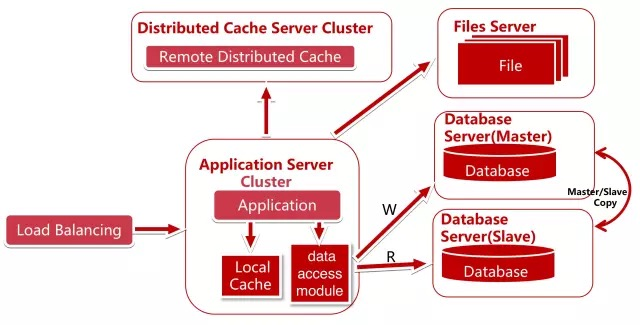 Distributed Cache Server Cluster
Remote Distributed Cache
Files Server
File
Application Server
Cluster
Application
Local
Cache
data
access
module
Load Balancing
W
R
Database
Server(Master)
Database
Master/Slave
Copy
Database
Server(Slave)
Database